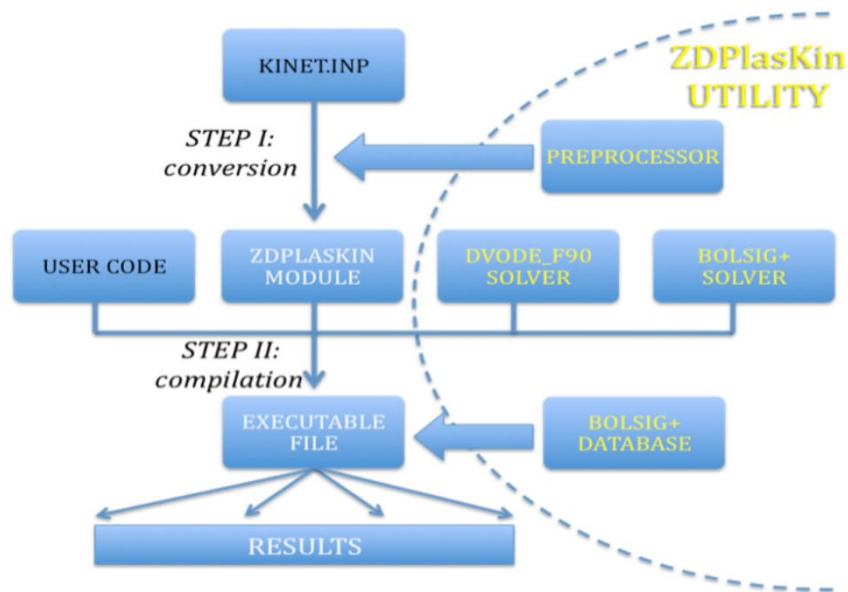 ZDPlasKin
UTILITY
KINET.INP
STEP I:
conversion
PREPROCESSOR
USER CODE
ZDPLASKIN
MODULE
DVODE_F90
SOLVER
BOLSIG+
SOLVER
STEP II:
compilation
EXECUTABLE
FILE
BOLSIG+
DATABASE
RESULTS